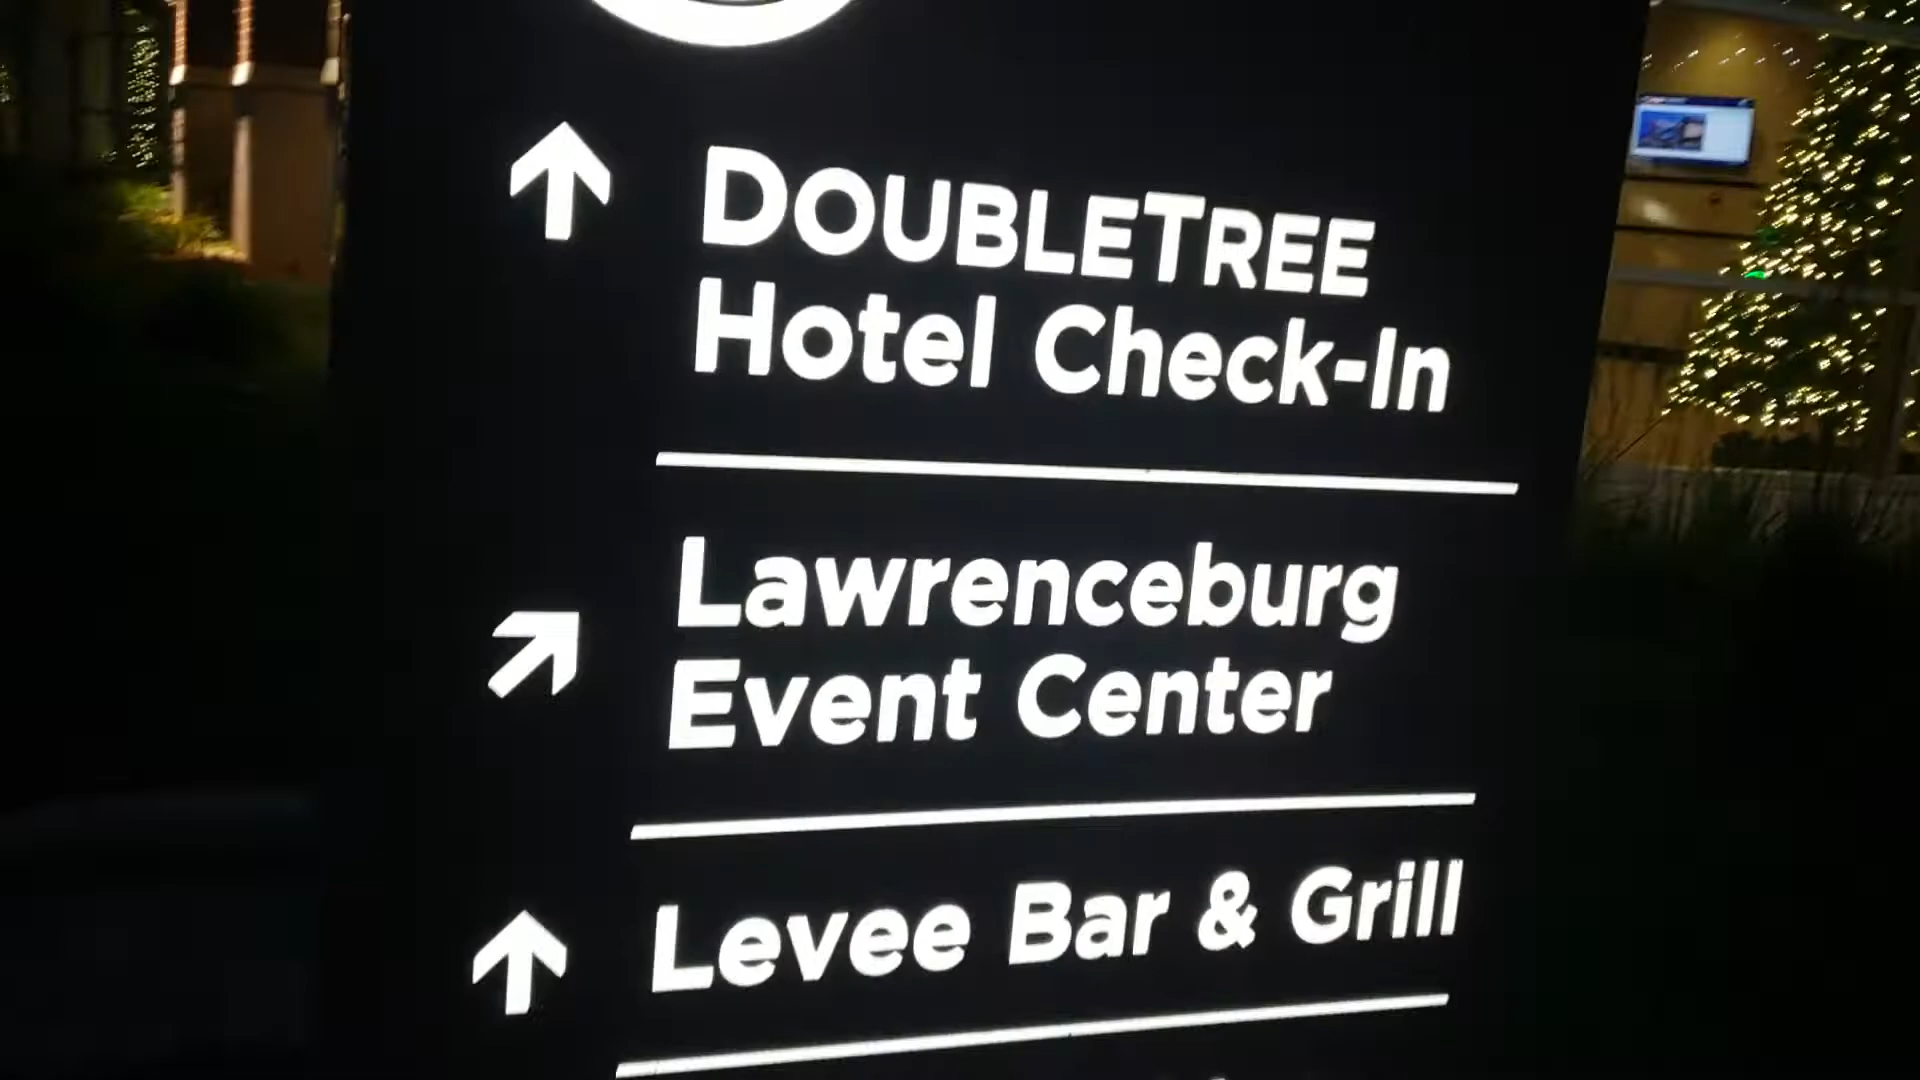 DOUBLETREE
Hotel Check-In
Lawrenceburg
Event Center
Levee Bar & Grill